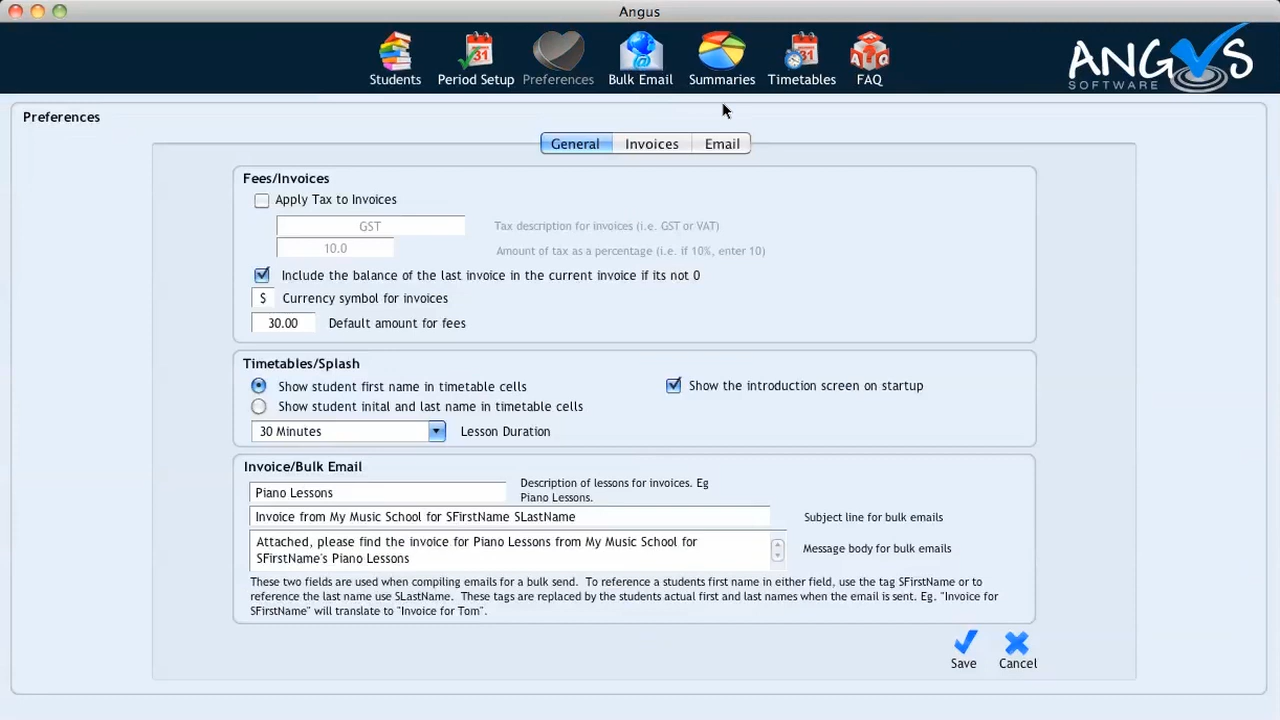 Angus
Students
Period Setup
Preferences
Bulk Email
Summaries
Timetables
FAQ
ANGUS
SOFTWARE
Preferences
General
Invoices
Email
Fees/Invoices
Apply Tax to Invoices
GST
Tax description for invoices (i.e. GST or VAT)
10.0
Amount of tax as a percentage (i.e. if 10%, enter 10)
Include the balance of the last invoice in the current invoice if its not 0
$ Currency symbol for invoices
30.00 Default amount for fees
Timetables/Splash
Show student first name in timetable cells
Show the introduction screen on startup
Show student inital and last name in timetable cells
30 Minutes
Lesson Duration
Invoice/Bulk Email
Piano Lessons
Description of lessons for invoices. Eg
Piano Lessons.
Invoice from My Music School for SFirstName SLastName
Subject line for bulk emails
Attached, please find the invoice for Piano Lessons from My Music School for
SFirstName's Piano Lessons
Message body for bulk emails
These two fields are used when compiling emails for a bulk send. To reference a students first name in either field, use the tag SFirstName or to
reference the last name use SLastName. These tags are replaced by the students actual first and last names when the email is sent. Eg. "Invoice for
SFirstName" will translate to "Invoice for Tom".
Save
Cancel